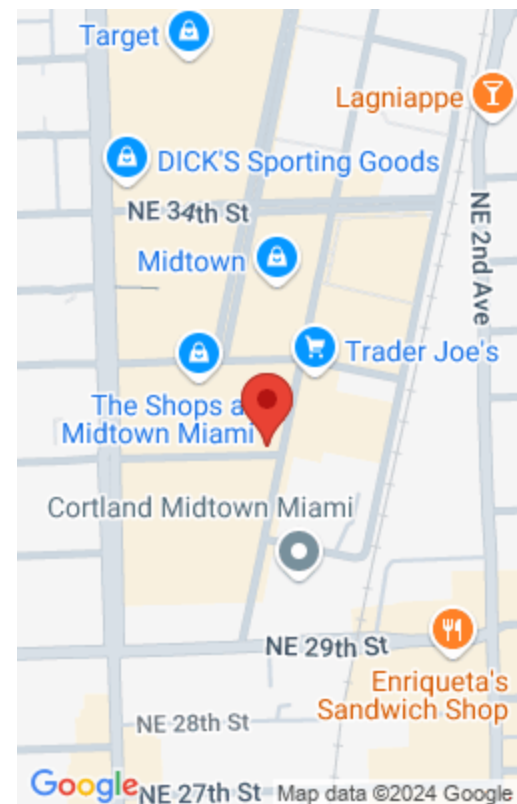 Target
Lagniappe
DICK'S Sporting Goods
NE 34th St
NE 2nd Ave
Midtown
Trader Joe's
The Shops a
Midtown Miami
Cortland Midtown Miami
NE 29th St
Enriqueta's
Sandwich Shop
NE 28th St
Google
NE 27th St
Map data ©2024 Google